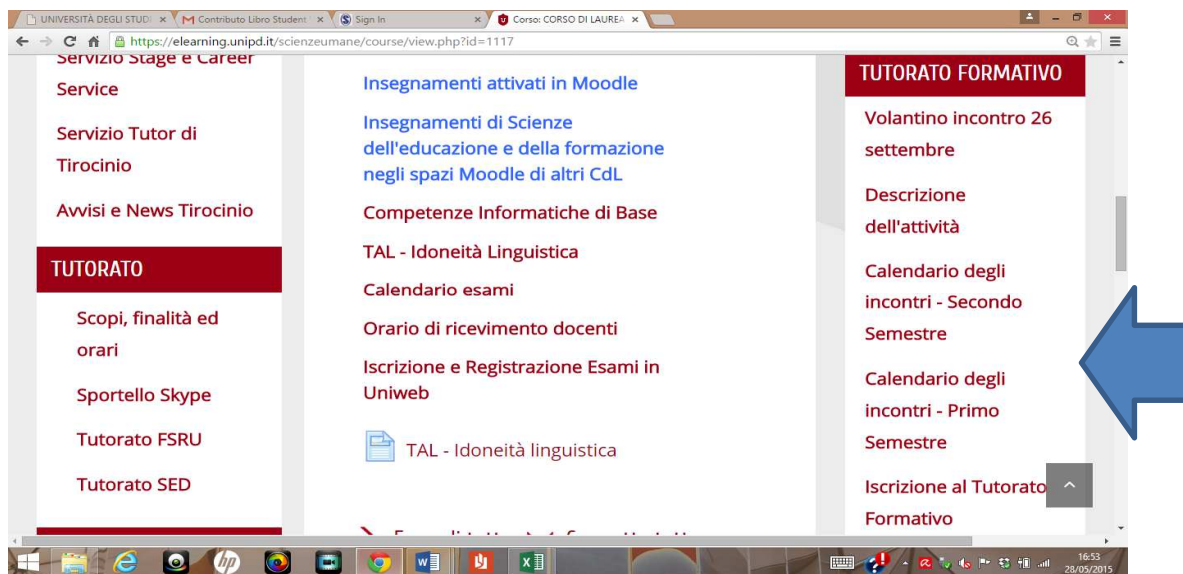 UNIVERSITÀ DEGLI STUDI
Contributo Libro Student
Sign In
Corso: CORSO DI LAUREA
https://elearning.unipd.it/scienzeumane/course/view.php?id=1117
Servizio Stage e Career
Service
Servizio Tutor di
Tirocinio
Avvisi e News Tirocinio
TUTORATO
Scopi, finalità ed
orari
Sportello Skype
Tutorato FSRU
Tutorato SED
Insegnamenti attivati in Moodle
Insegnamenti di Scienze
dell'educazione e della formazione
negli spazi Moodle di altri CdL
Competenze Informatiche di Base
TAL - Idoneità Linguistica
Calendario esami
Orario di ricevimento docenti
Iscrizione e Registrazione Esami in
Uniweb
TAL - Idoneità linguistica
TUTORATO FORMATIVO
Volantino incontro 26
settembre
Descrizione
dell'attività
Calendario degli
incontri - Secondo
Semestre
Calendario degli
incontri - Primo
Semestre
Iscrizione al Tutorato
Formativo
hp
16:53
28/05/2015